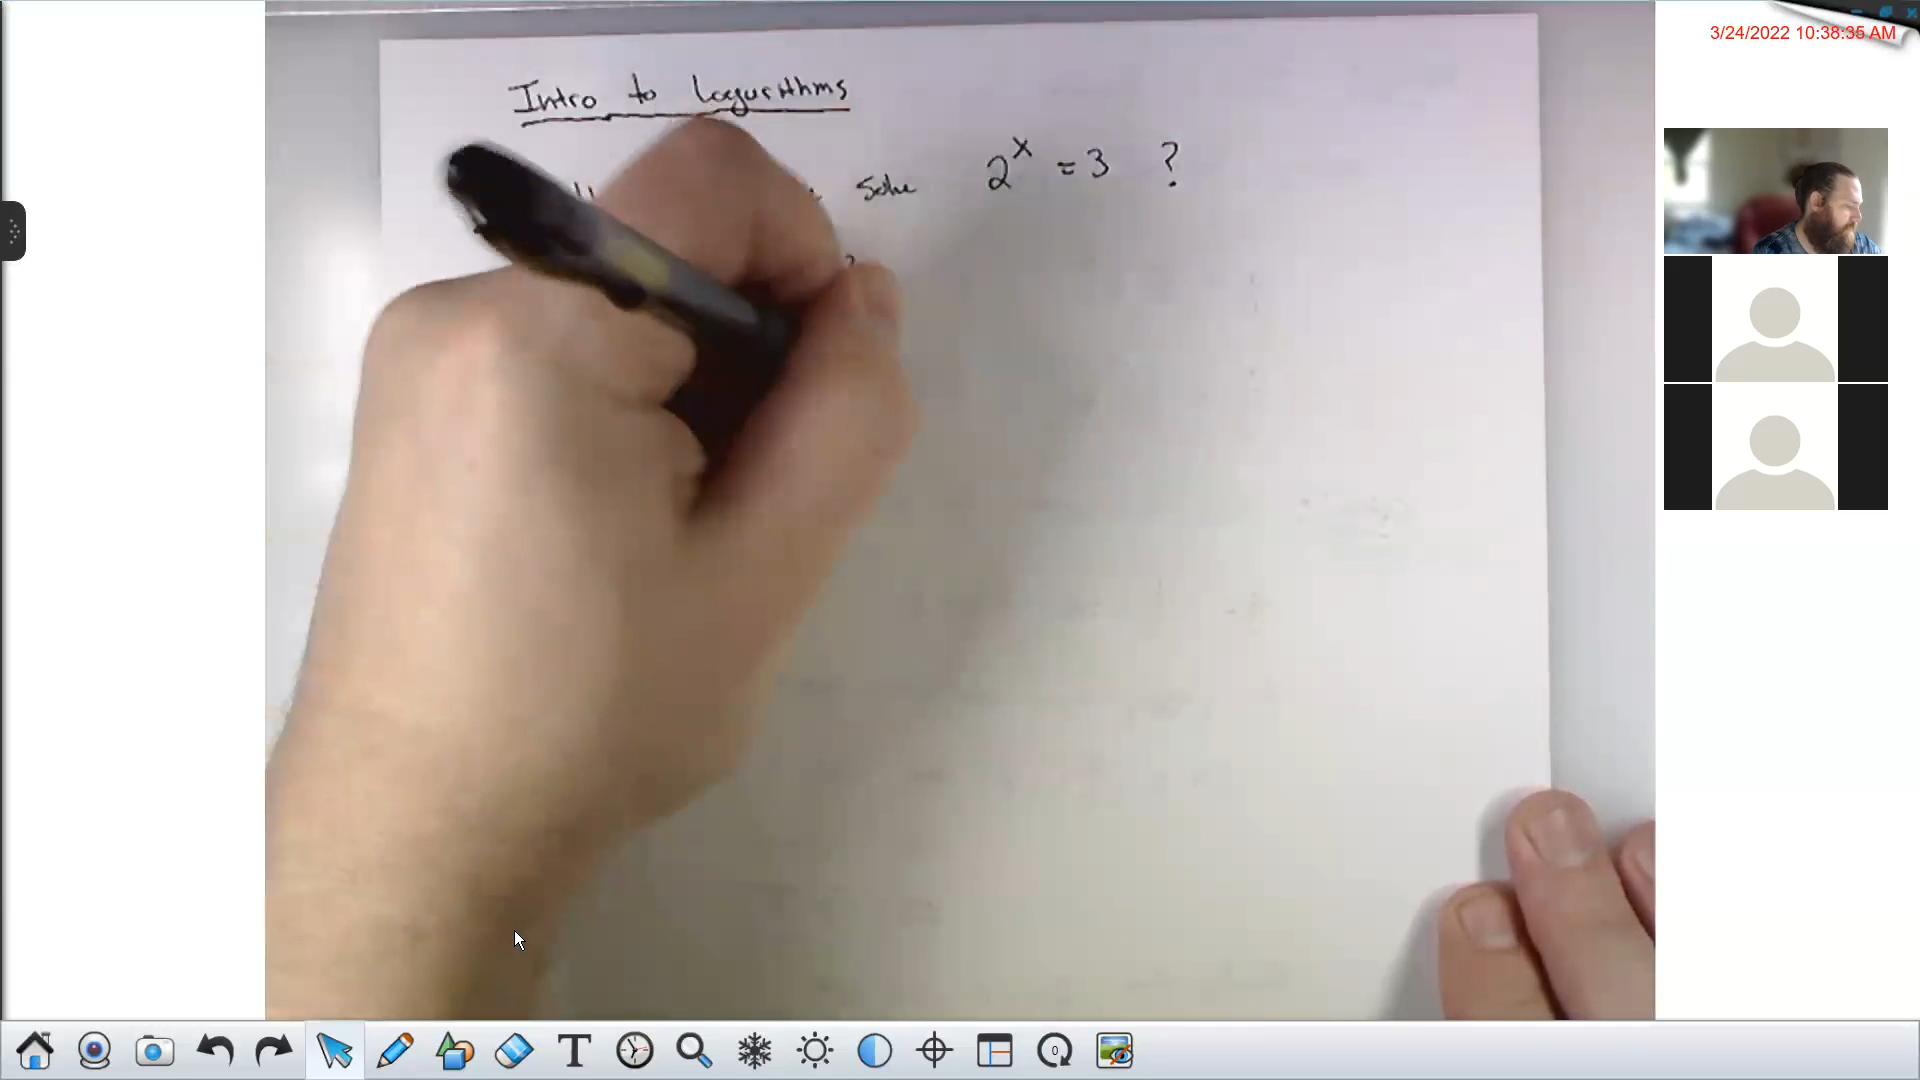 3/24/2022 10:38:35 AM
Intro to Logarithms
Solve 2^x = 3 ?